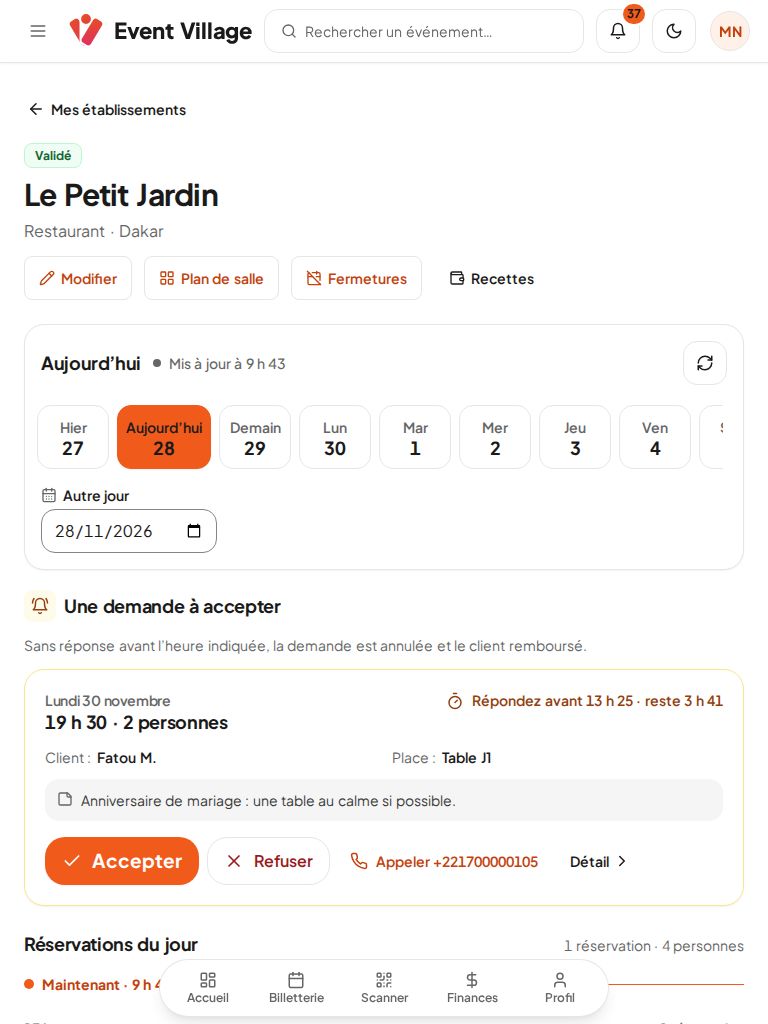 Event Village
Rechercher un événement...
37
MN
Mes établissements
Validé
Le Petit Jardin
Restaurant · Dakar
Modifier
Plan de salle
Fermetures
Recettes
Aujourd’hui
Mis à jour à 9 h 43
Hier
27
Aujourd’hui
28
Demain
29
Lun
30
Mar
1
Mer
2
Jeu
3
Ven
4
Autre jour
28/11/2026
Une demande à accepter
Sans réponse avant l’heure indiquée, la demande est annulée et le client remboursé.
Lundi 30 novembre
Répondez avant 13 h 25 · reste 3 h 41
19 h 30 · 2 personnes
Client : Fatou M.
Place : Table J1
Anniversaire de mariage : une table au calme si possible.
Accepter
Refuser
Appeler +221700000105
Détail
Réservations du jour
1 réservation · 4 personnes
Maintenant · 9 h
Accueil
Billetterie
Scanner
Finances
Profil